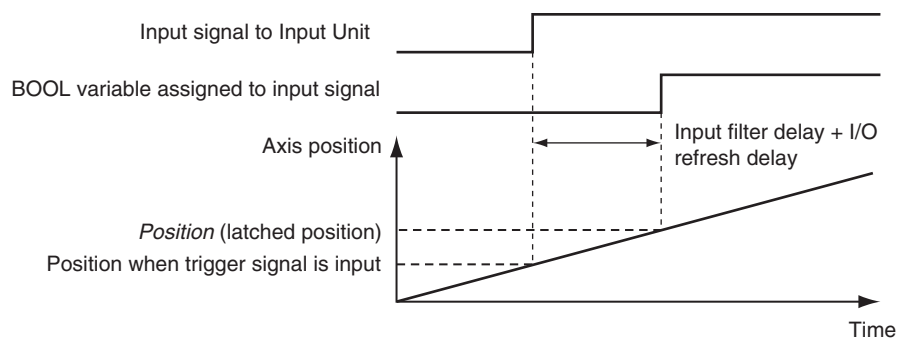 Input signal to Input Unit
BOOL variable assigned to input signal
Input filter delay + I/O
refresh delay
Axis position
Position (latched position)
Position when trigger signal is input
Time